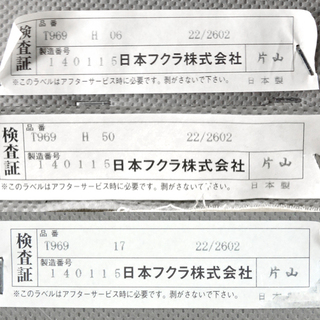 検査証
品番
T969 H 06 22/2602
製造番号
140115 日本フクラ株式会社 片山
※このラベルはアフターサービス時に必要です。剥がさないで下さい。
日本製
検査証
品番
T969 H 50 22/2602
製造番号
140115 日本フクラ株式会社 片山
※このラベルはアフターサービス時に必要です。剥がさないで下さい。
日本製
検査証
品番
T969 17 22/2602
製造番号
140115 日本フクラ株式会社 片山
※このラベルはアフターサービス時に必要です。剥がさないで下さい。
日本